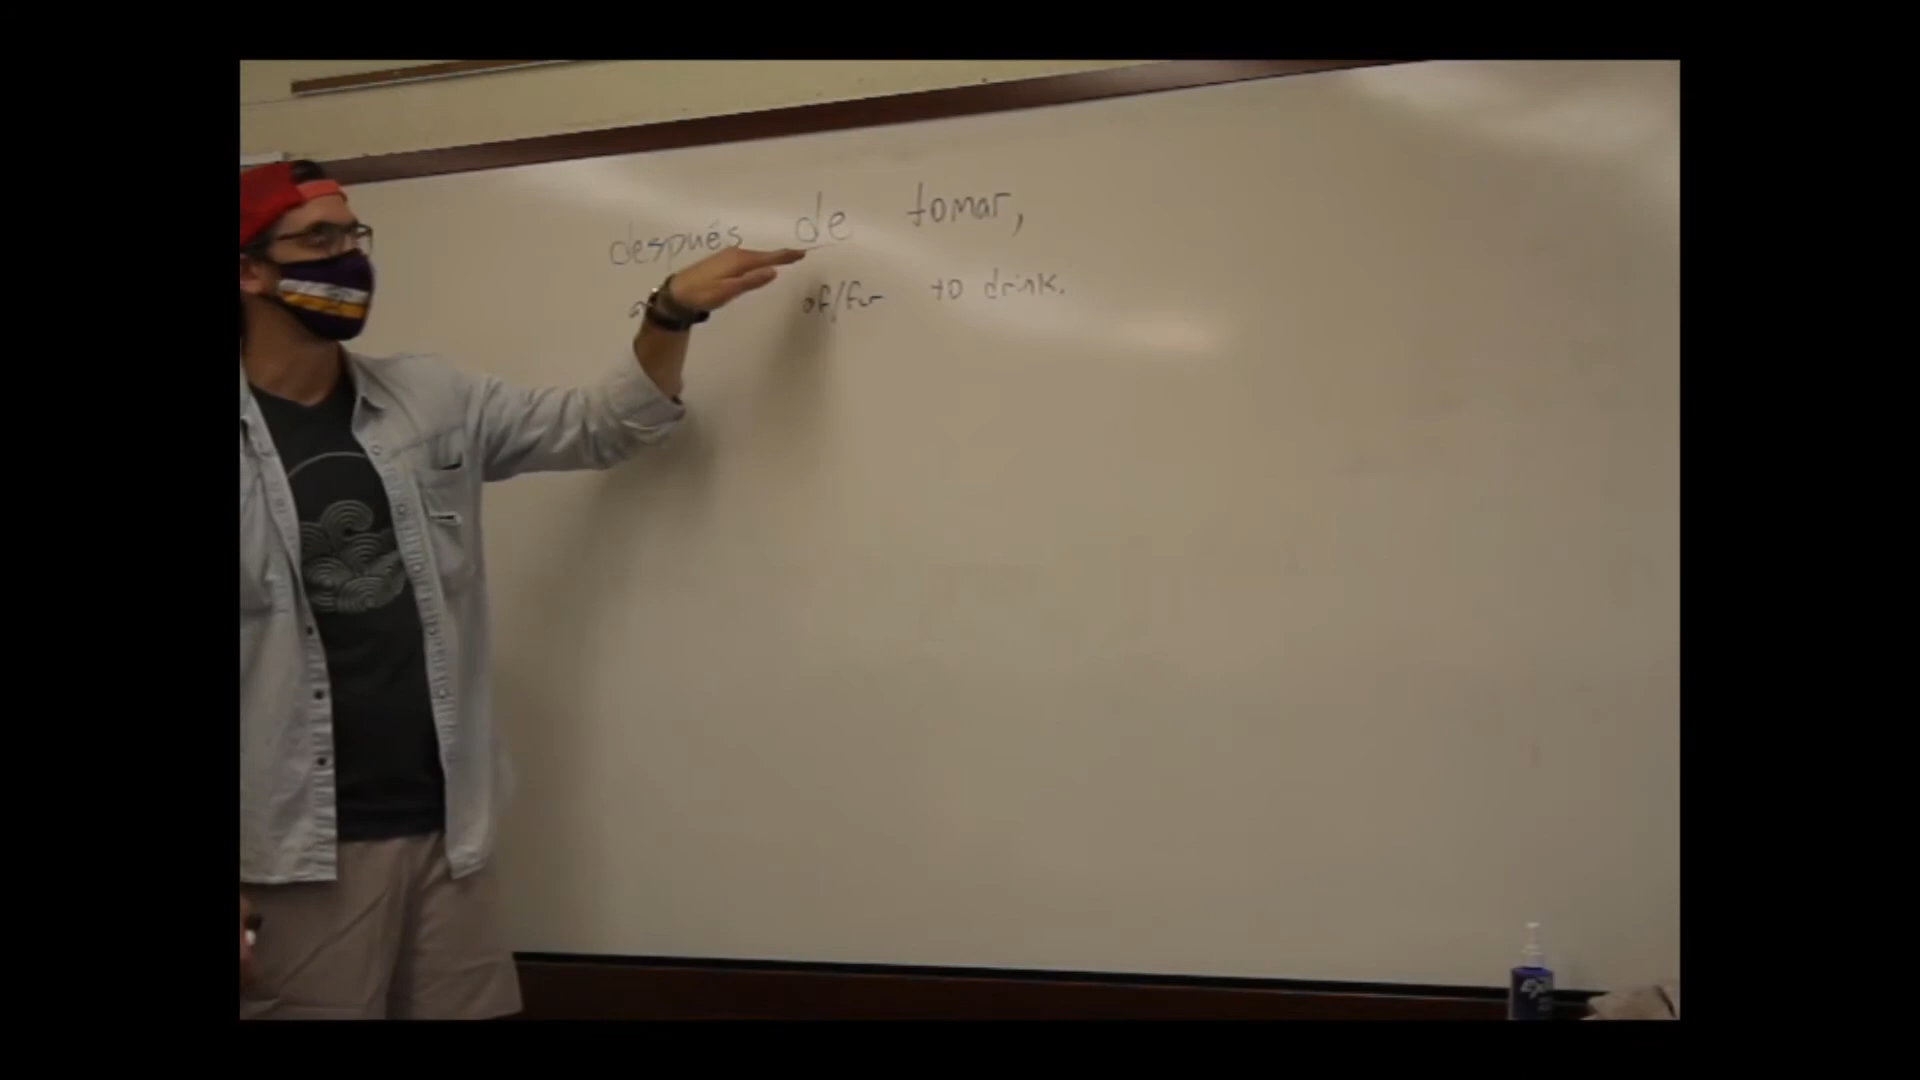 después de tomar,
of/for to drink.